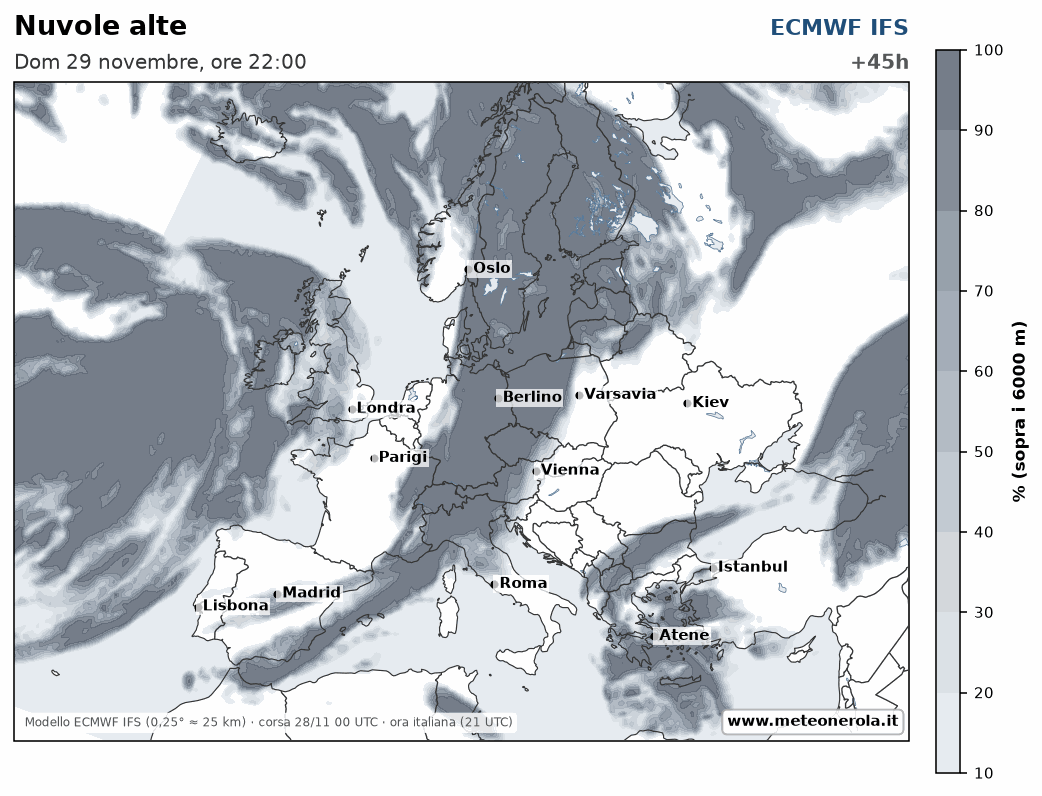 Nuvole alte
ECMWF IFS
Dom 29 novembre, ore 22:00
+45h
100
90
80
70
60
50
40
30
20
10
% (sopra i 6000 m)
Oslo
Berlino
Varsavia
Kiev
Londra
Parigi
Vienna
Istanbul
Roma
Madrid
Lisbona
Atene
Modello ECMWF IFS (0,25° ≈ 25 km) · corsa 28/11 00 UTC · ora italiana (21 UTC)
www.meteonerola.it